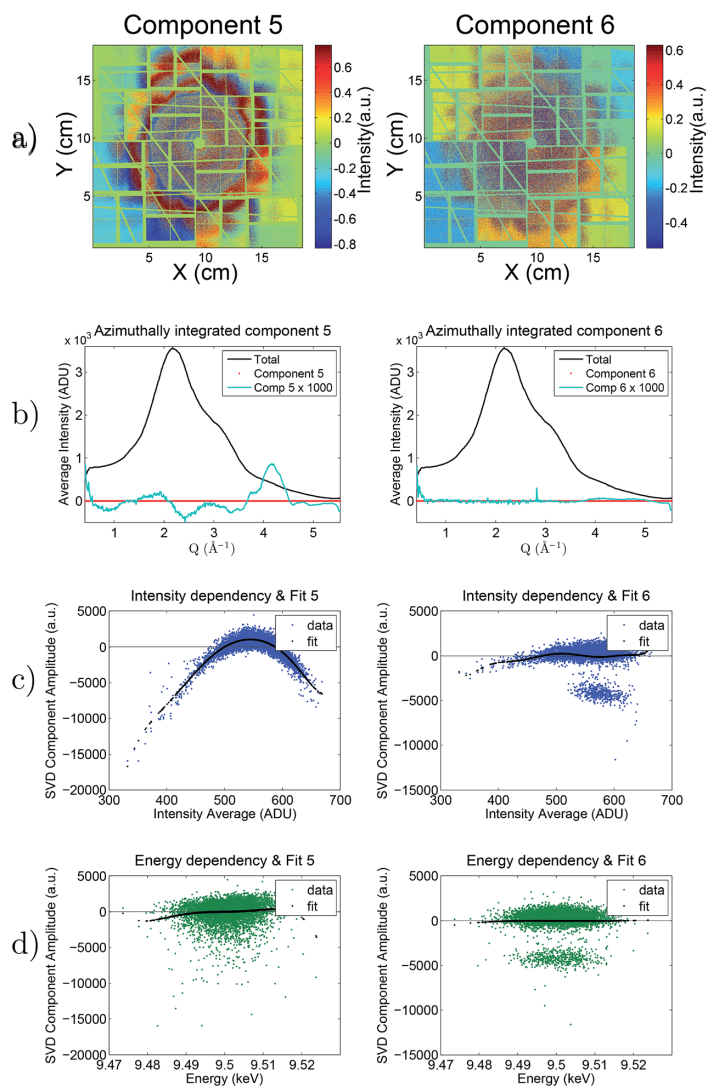 Component 5 Component 6
a)
Y (cm) 15 10 5
5 10 15
X (cm)
0.6 0.4 0.2 0 -0.2 -0.4 -0.6 -0.8
Intensity(a.u.)
Y (cm) 15 10 5
5 10 15
X (cm)
0.6 0.4 0.2 0 -0.2 -0.4
Intensity(a.u.)
b)
Azimuthally integrated component 5
x 10³
Average Intensity (ADU)
3 2 1 0
Total
Component 5
Comp 5 x 1000
1 2 3 4 5
Q (Å⁻¹)
Azimuthally integrated component 6
x 10³
Average Intensity (ADU)
3 2 1 0
Total
Component 6
Comp 6 x 1000
1 2 3 4 5
Q (Å⁻¹)
c)
Intensity dependency & Fit 5
SVD Component Amplitude (a.u.)
5000 0 −5000 −10000 −15000 −20000
data
fit
300 400 500 600 700
Intensity Average (ADU)
Intensity dependency & Fit 6
SVD Component Amplitude (a.u.)
5000 0 −5000 −10000 −15000
data
fit
300 400 500 600 700
Intensity Average (ADU)
d)
Energy dependency & Fit 5
SVD Component Amplitude (a.u.)
5000 0 −5000 −10000 −15000 −20000
data
fit
9.47 9.48 9.49 9.5 9.51 9.52
Energy (keV)
Energy dependency & Fit 6
SVD Component Amplitude (a.u.)
5000 0 −5000 −10000 −15000
data
fit
9.47 9.48 9.49 9.5 9.51 9.52
Energy (keV)